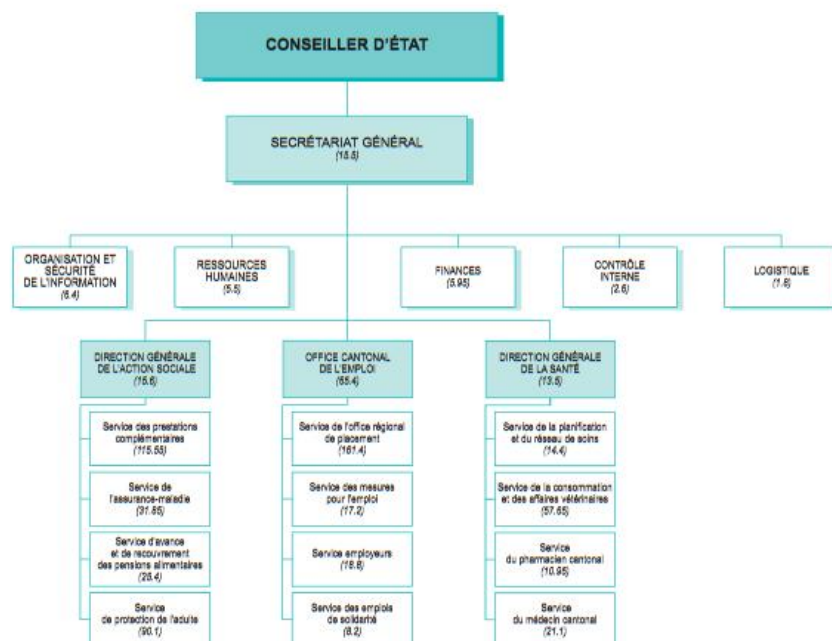 CONSEILLER D'ÉTAT
SECRÉTARIAT GÉNÉRAL
(15.5)
ORGANISATION ET
SÉCURITÉ
DE L'INFORMATION
(6.4)
RESSOURCES
HUMAINES
(5.5)
FINANCES
(5.95)
CONTRÔLE
INTERNE
(2.6)
LOGISTIQUE
(1.6)
DIRECTION GÉNÉRALE
DE L'ACTION SOCIALE
(15.6)
Service des prestations
complémentaires
(115.55)
Service de
l'assurance-maladie
(31.85)
Service d'avance
et de recouvrement
des pensions alimentaires
(25.4)
Service
de protection de l'adulte
(90.1)
OFFICE CANTONAL
DE L'EMPLOI
(65.4)
Service de l'office régional
de placement
(161.4)
Service des mesures
pour l'emploi
(17.2)
Service employeurs
(18.8)
Service des emplois
de solidarité
(8.2)
DIRECTION GÉNÉRALE
DE LA SANTÉ
(13.5)
Service de la planification
et du réseau de soins
(14.4)
Service de la consommation
et des affaires vétérinaires
(57.65)
Service
du pharmacien cantonal
(10.95)
Service
du médecin cantonal
(21.1)